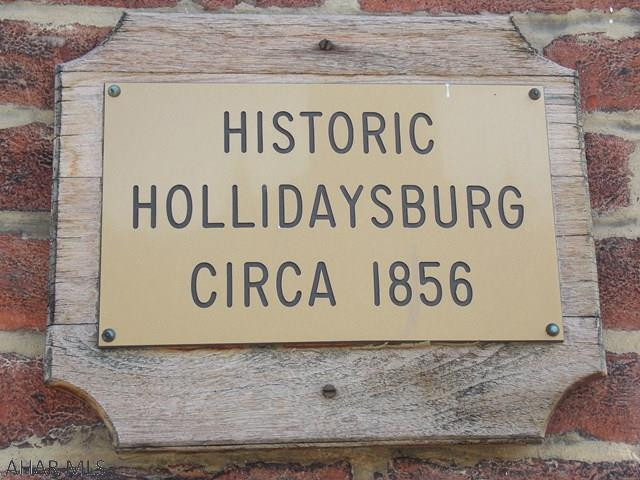 HISTORIC
HOLLIDAYSBURG
CIRCA 1856
AHAR MLS